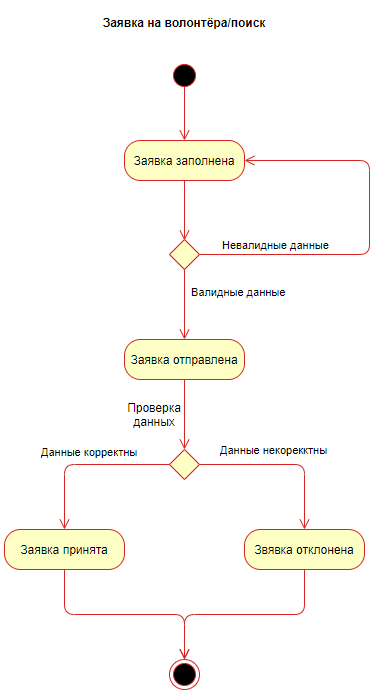 Заявка на волонтёра/поиск
Заявка заполнена
Невалидные данные
Валидные данные
Заявка отправлена
Проверка
данных
Данные корректны
Данные некорекктны
Заявка принята
Звявка отклонена